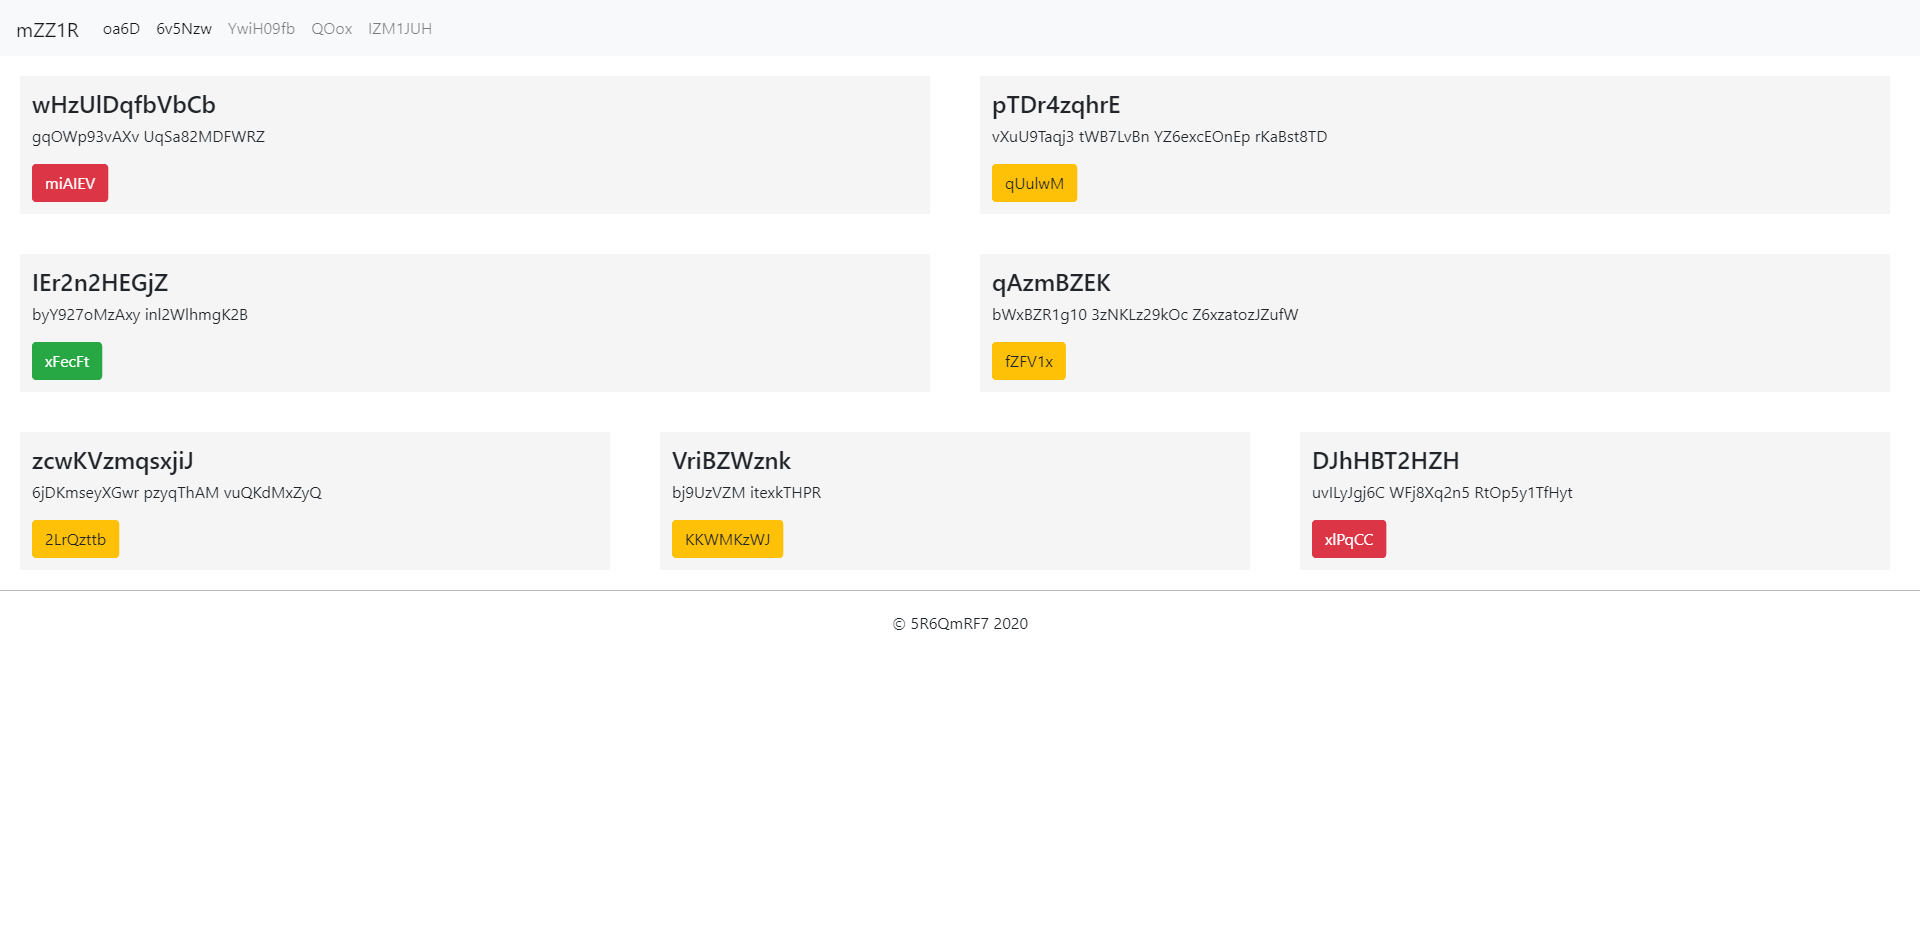 mZZ1R oa6D 6v5Nzw YwiH09fb QOox IZM1JUH
wHzUlDqfbVbCb
gqOWp93vAXv UqSa82MDFWRZ
miAIEV
pTDr4zqhrE
vXuU9Taqj3 tWB7LvBn YZ6excEOnEp rKaBst8TD
qUulwM
IEr2n2HEGjZ
byY927oMzAxy inl2WlhmgK2B
xFecFt
qAzmBZEK
bWxBZR1g10 3zNKLz29kOc Z6xzatozJZufW
fZFV1x
zcwKVzmqsxjiJ
6jDKmseyXGwr pzyqThAM vuQKdMxZyQ
2LrQzttb
VriBZWznk
bj9UzVZM itexkTHPR
KKWMKzWJ
DJhHBT2HZH
uvILyJgj6C WFj8Xq2n5 RtOp5y1TfHyt
xlPqCC
© 5R6QmRF7 2020